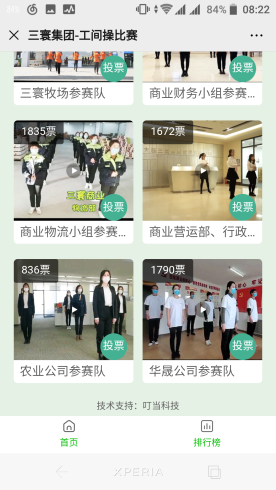 84% 08:22
三寰集团-工间操比赛
投票 投票
三寰牧场参赛队 商业财务小组参赛...
1835票 1672票
三寰商业
物流部
投票 投票
商业物流小组参赛... 商业营运部、行政...
836票 1790票
投票 投票
农业公司参赛队 华晟公司参赛队
技术支持：叮当科技
首页 排行榜
XPERIA